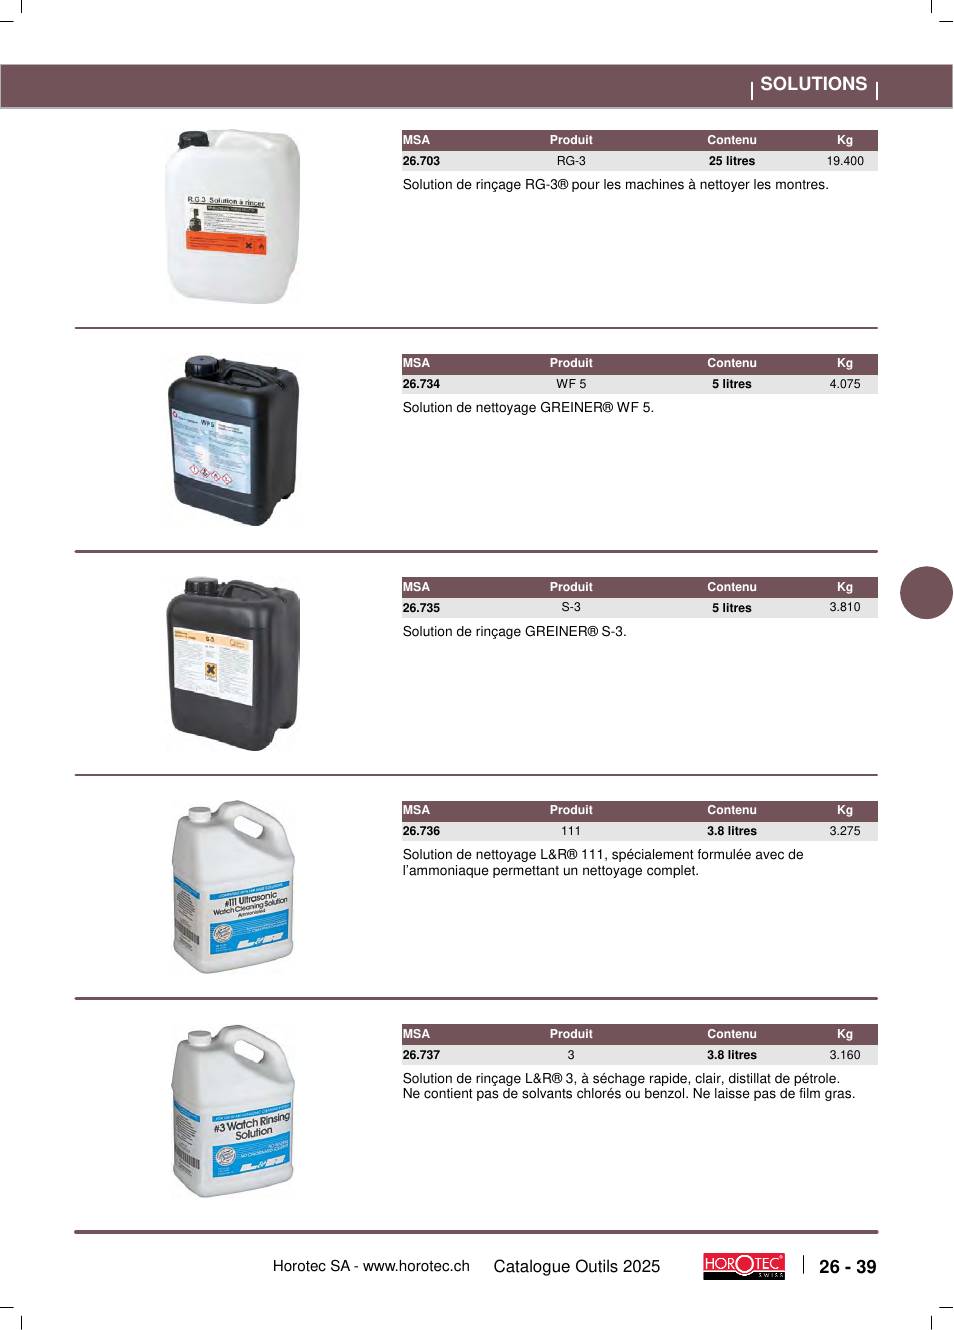 SOLUTIONS
R.G.3 Solution à rincer
MSA Produit Contenu Kg
26.703 RG-3 25 litres 19.400
Solution de rinçage RG-3® pour les machines à nettoyer les montres.
WF5
MSA Produit Contenu Kg
26.734 WF 5 5 litres 4.075
Solution de nettoyage GREINER® WF 5.
S-3
MSA Produit Contenu Kg
26.735 S-3 5 litres 3.810
Solution de rinçage GREINER® S-3.
#111 Ultrasonic
Watch Cleaning Solution
Ammoniated
L&R
MSA Produit Contenu Kg
26.736 111 3.8 litres 3.275
Solution de nettoyage L&R® 111, spécialement formulée avec de
l'ammoniaque permettant un nettoyage complet.
#3 Watch Rinsing
Solution
L&R
MSA Produit Contenu Kg
26.737 3 3.8 litres 3.160
Solution de rinçage L&R® 3, à séchage rapide, clair, distillat de pétrole.
Ne contient pas de solvants chlorés ou benzol. Ne laisse pas de film gras.
Horotec SA - www.horotec.ch Catalogue Outils 2025 HOROTEC® SWISS 26 - 39